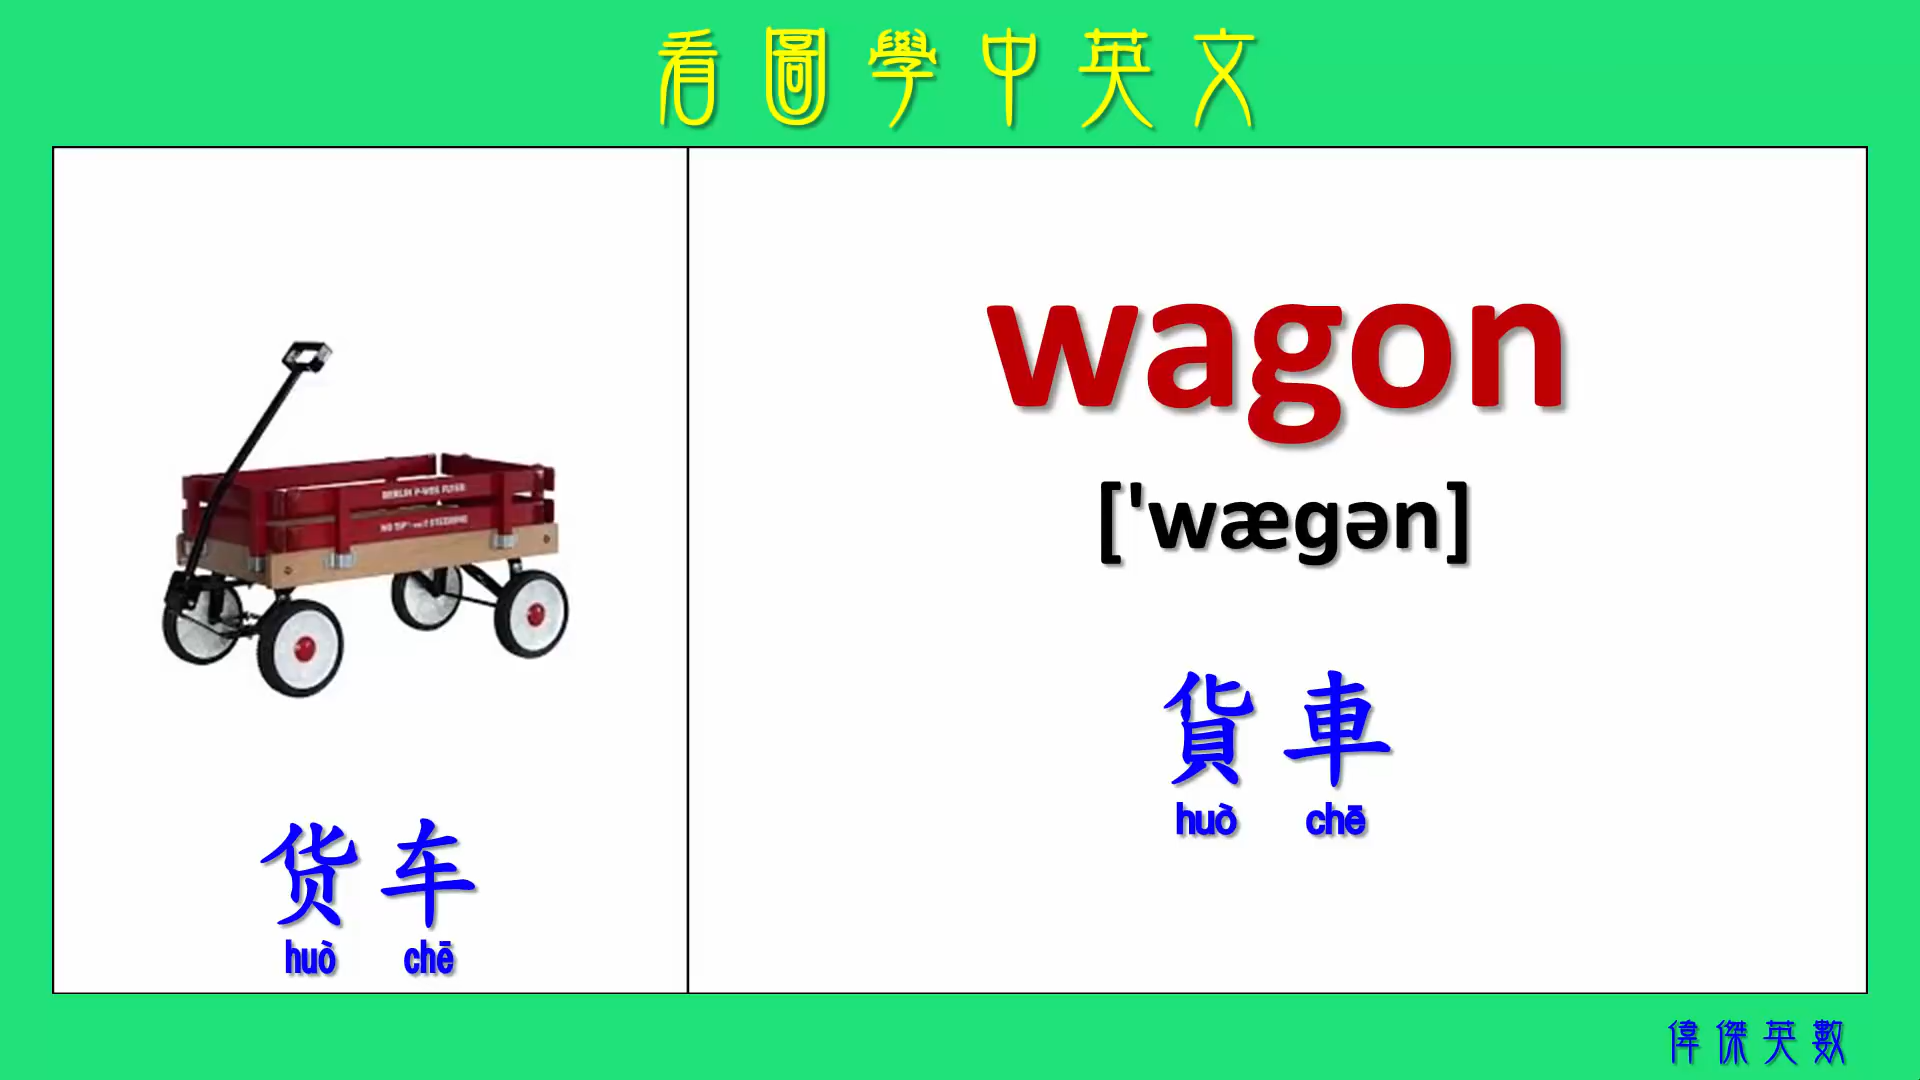 看圖學中英文
货车
huò chē
wagon
['wægən]
貨車
huò chē
偉傑英數